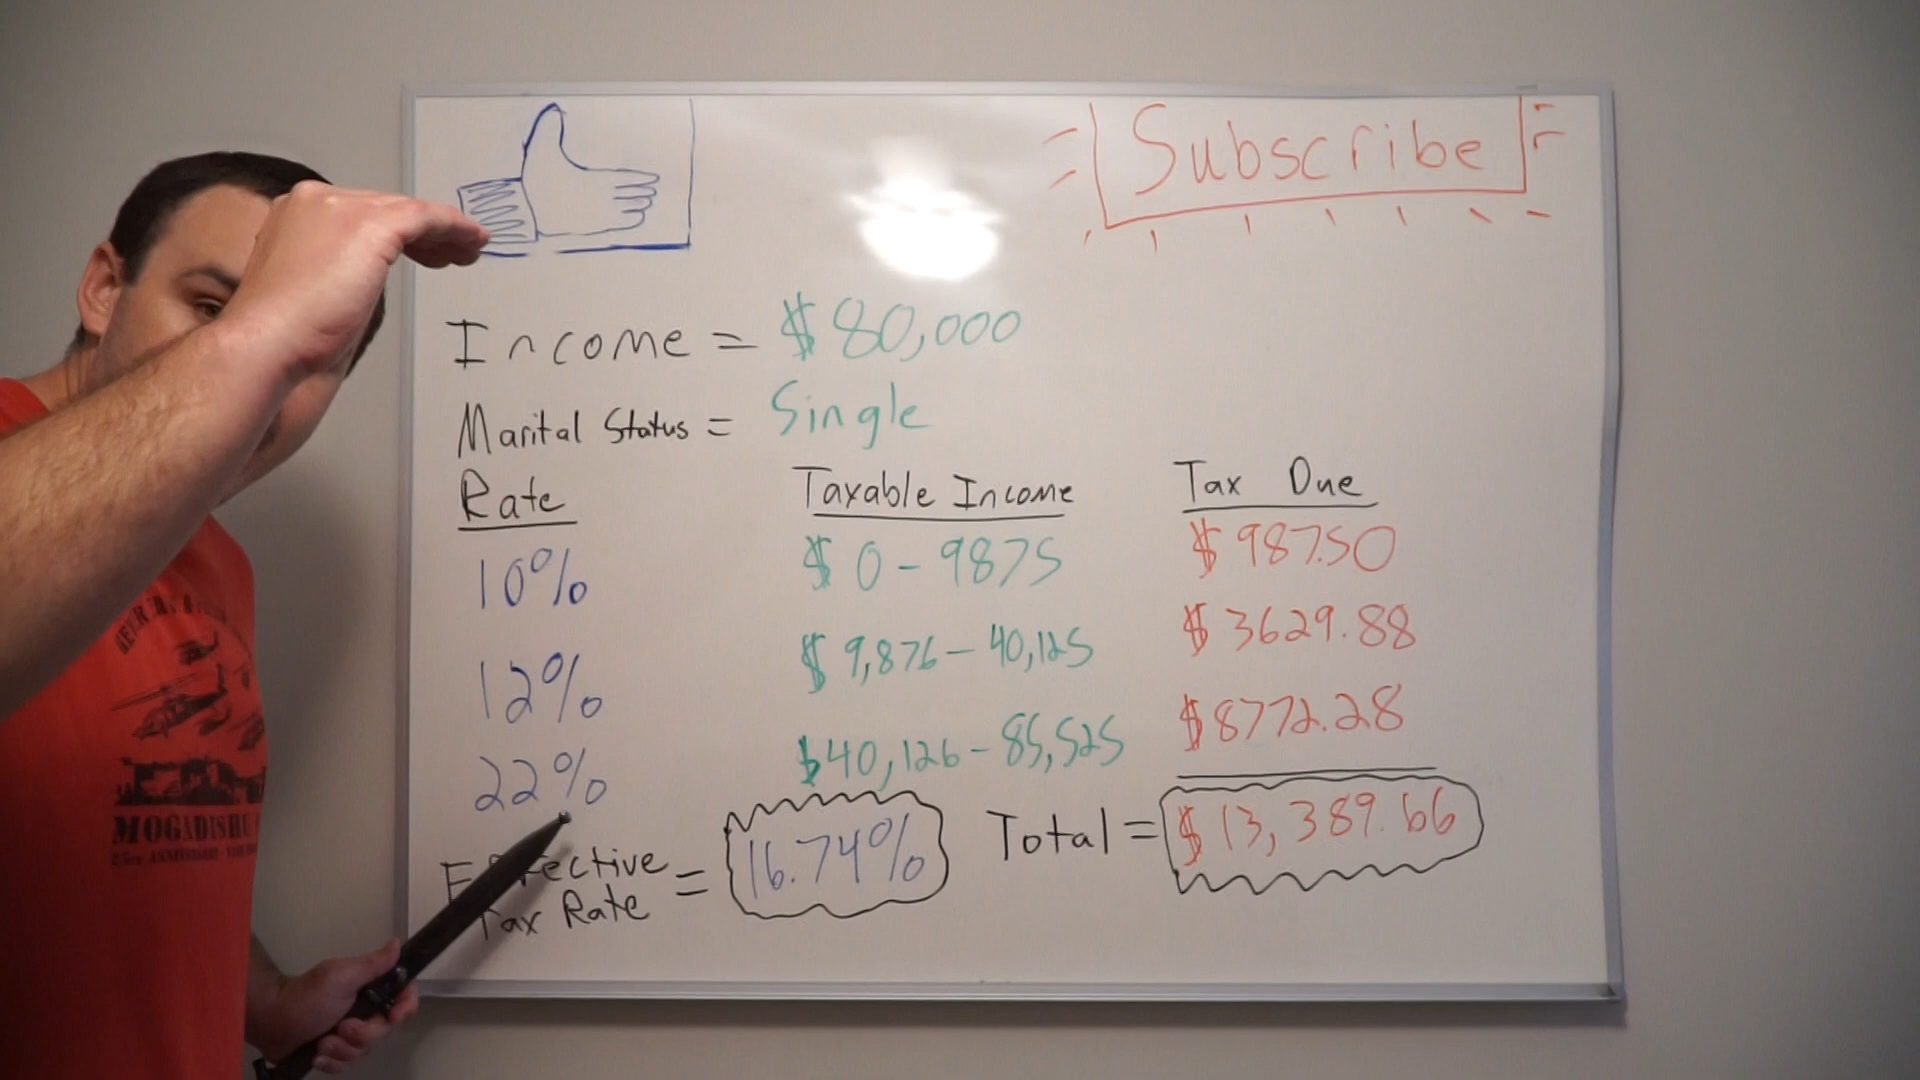 Subscribe
Income = $80,000
Marital Status = Single
Rate Taxable Income Tax Due
10% $0-9875 $987.50
12% $9,876-40,125 $3629.88
22% $40,126-85,525 $8772.28
Effective Tax Rate = 16.74% Total = $13,389.66
MOGADISHU